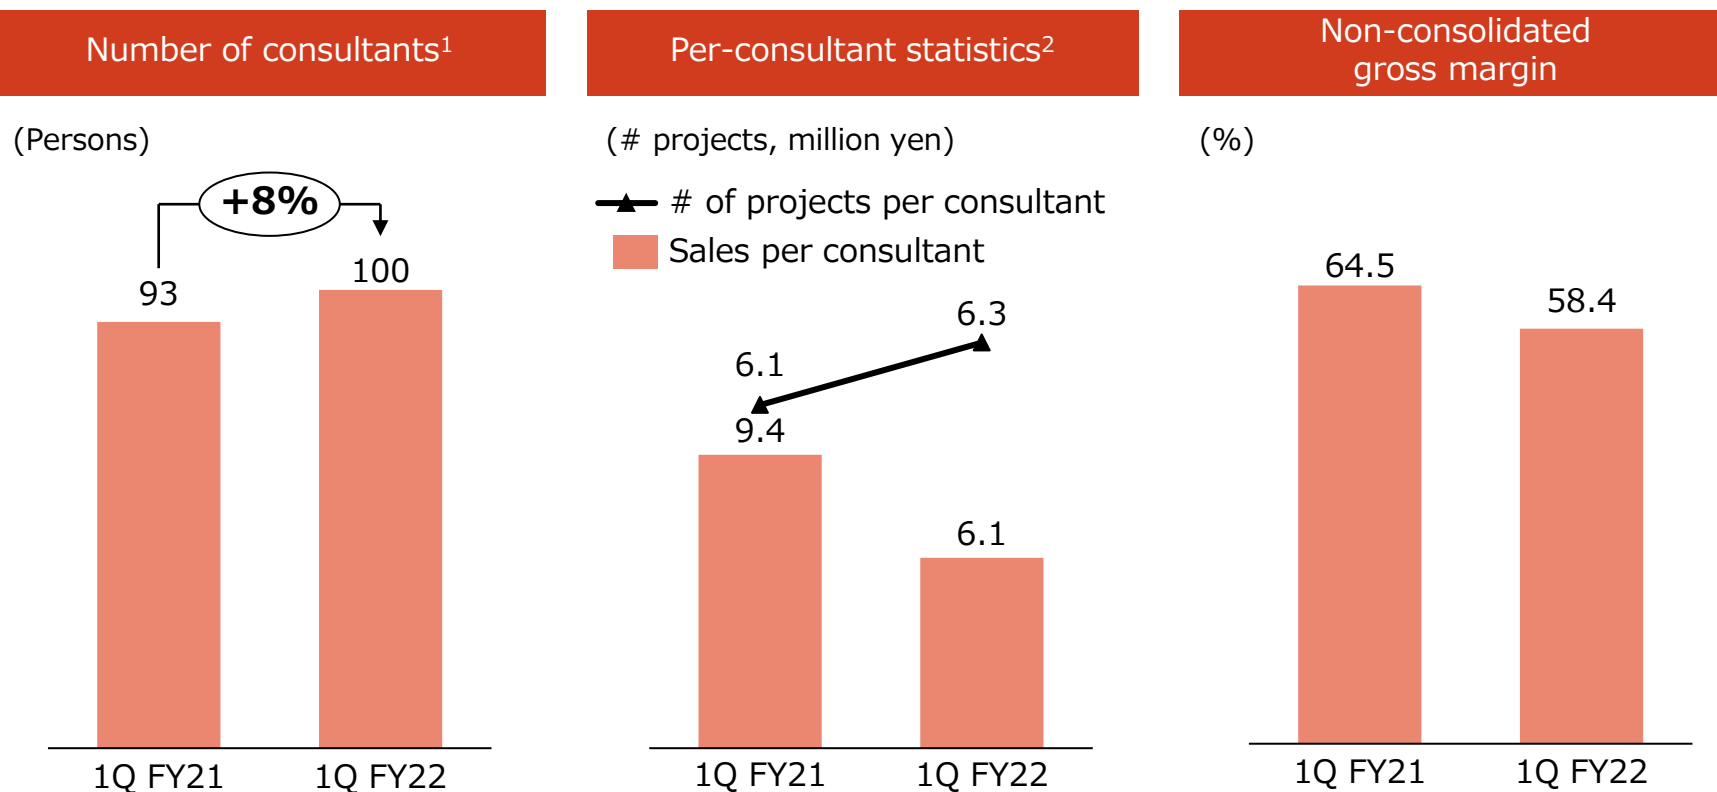 Number of consultants1
(Persons)
+8%
93
100
1Q FY21
1Q FY22
Per-consultant statistics2
(# projects, million yen)
# of projects per consultant
Sales per consultant
6.1
6.3
9.4
6.1
1Q FY21
1Q FY22
Non-consolidated
gross margin
(%)
64.5
58.4
1Q FY21
1Q FY22